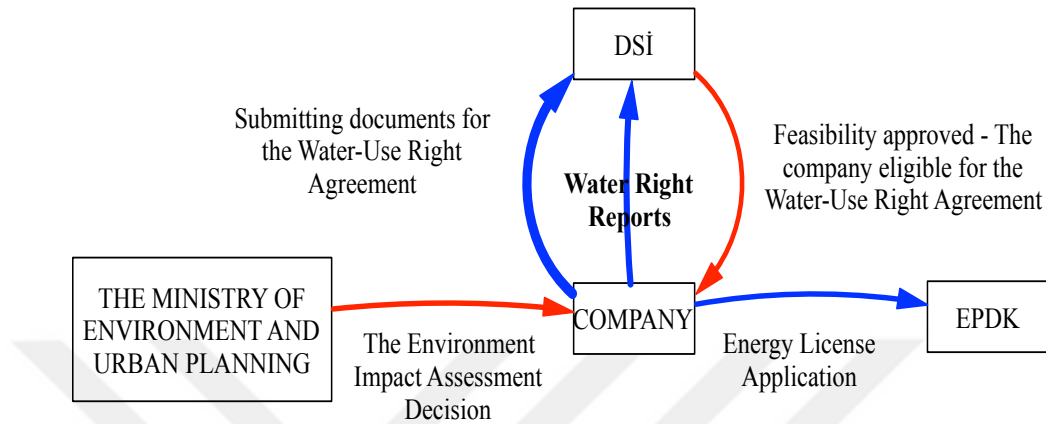 DSİ
Submitting documents for
the Water-Use Right
Agreement
Water Right
Reports
Feasibility approved - The
company eligible for the
Water-Use Right Agreement
THE MINISTRY OF
ENVIRONMENT AND
URBAN PLANNING
The Environment
Impact Assessment
Decision
COMPANY
Energy License
Application
EPDK